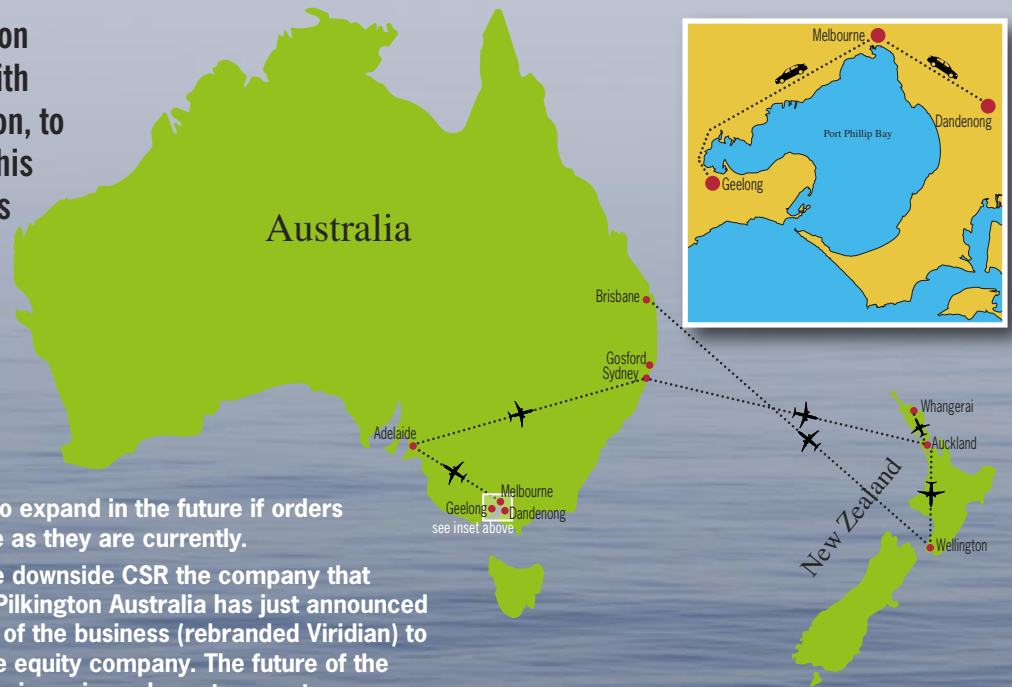 on
ith
on, to
his
s
Australia
Brisbane
Gosford
Sydney
Adelaide
Melbourne
Geelong
Dandenong
see inset above
Melbourne
Dandenong
Port Phillip Bay
Geelong
Whangerai
Auckland
New Zealand
Wellington
o expand in the future if orders
e as they are currently.
e downside CSR the company that
Pilkington Australia has just announced
of the business (rebranded Viridian) to
e equity company. The future of the